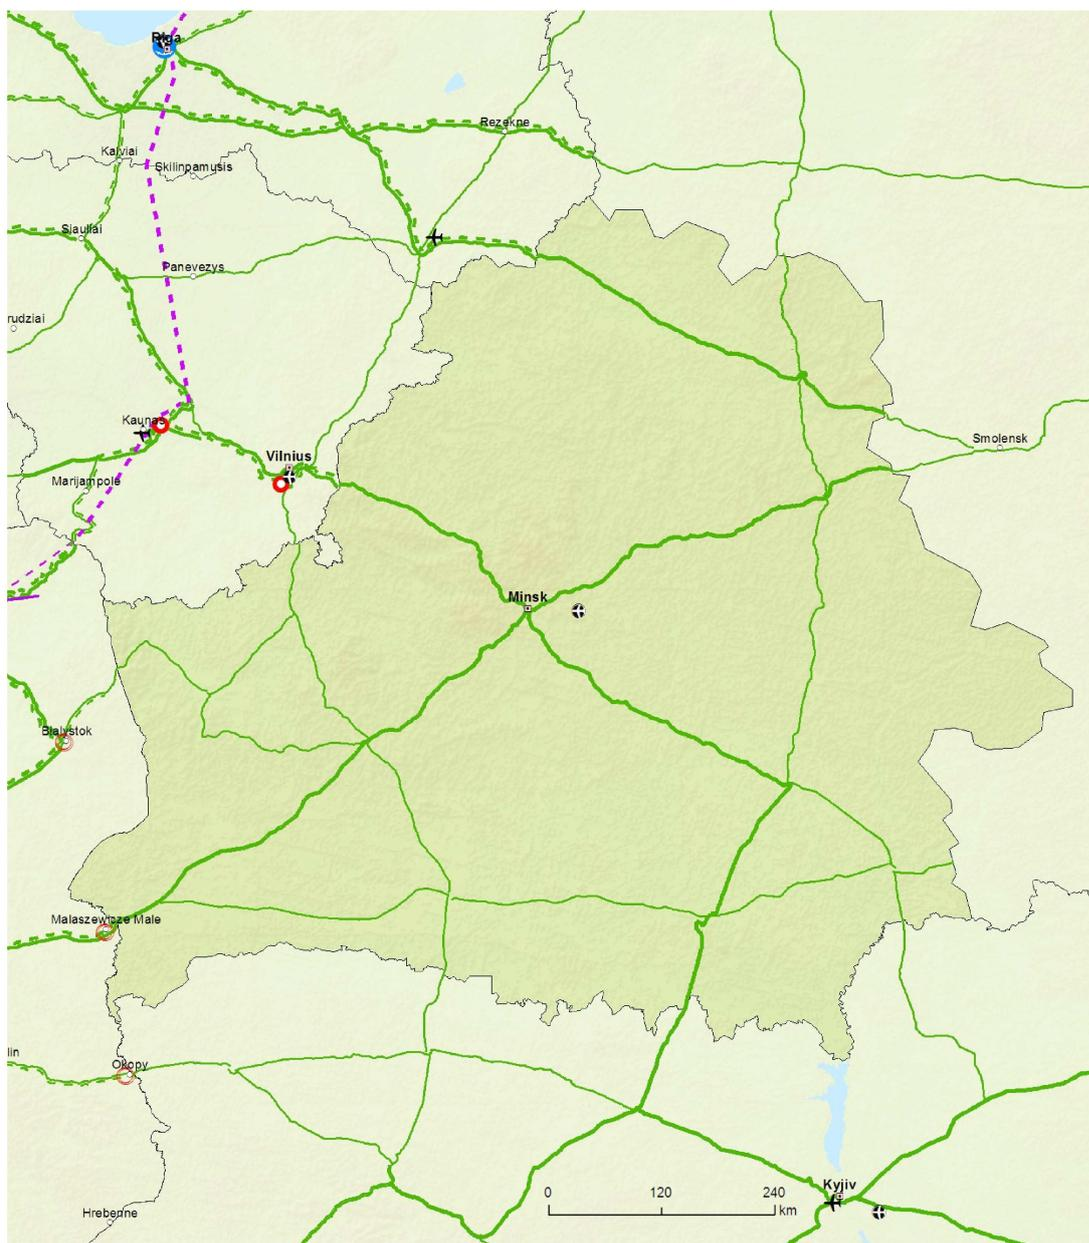 Riga
Rezekne
Kalviai
Skilinpamusis
Siauliai
Panevezys
rudziai
Kaunas
Smolensk
Vilnius
Marijampole
Minsk
Bialystok
Malaszewicze Male
lin
Okopy
Kyjiv
0 120 240
km
Hrebenne